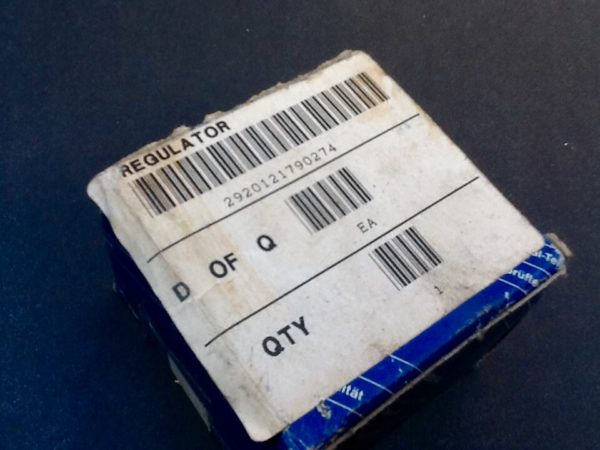 REGULATOR
2920121790274
D OF Q
EA
QTY
1